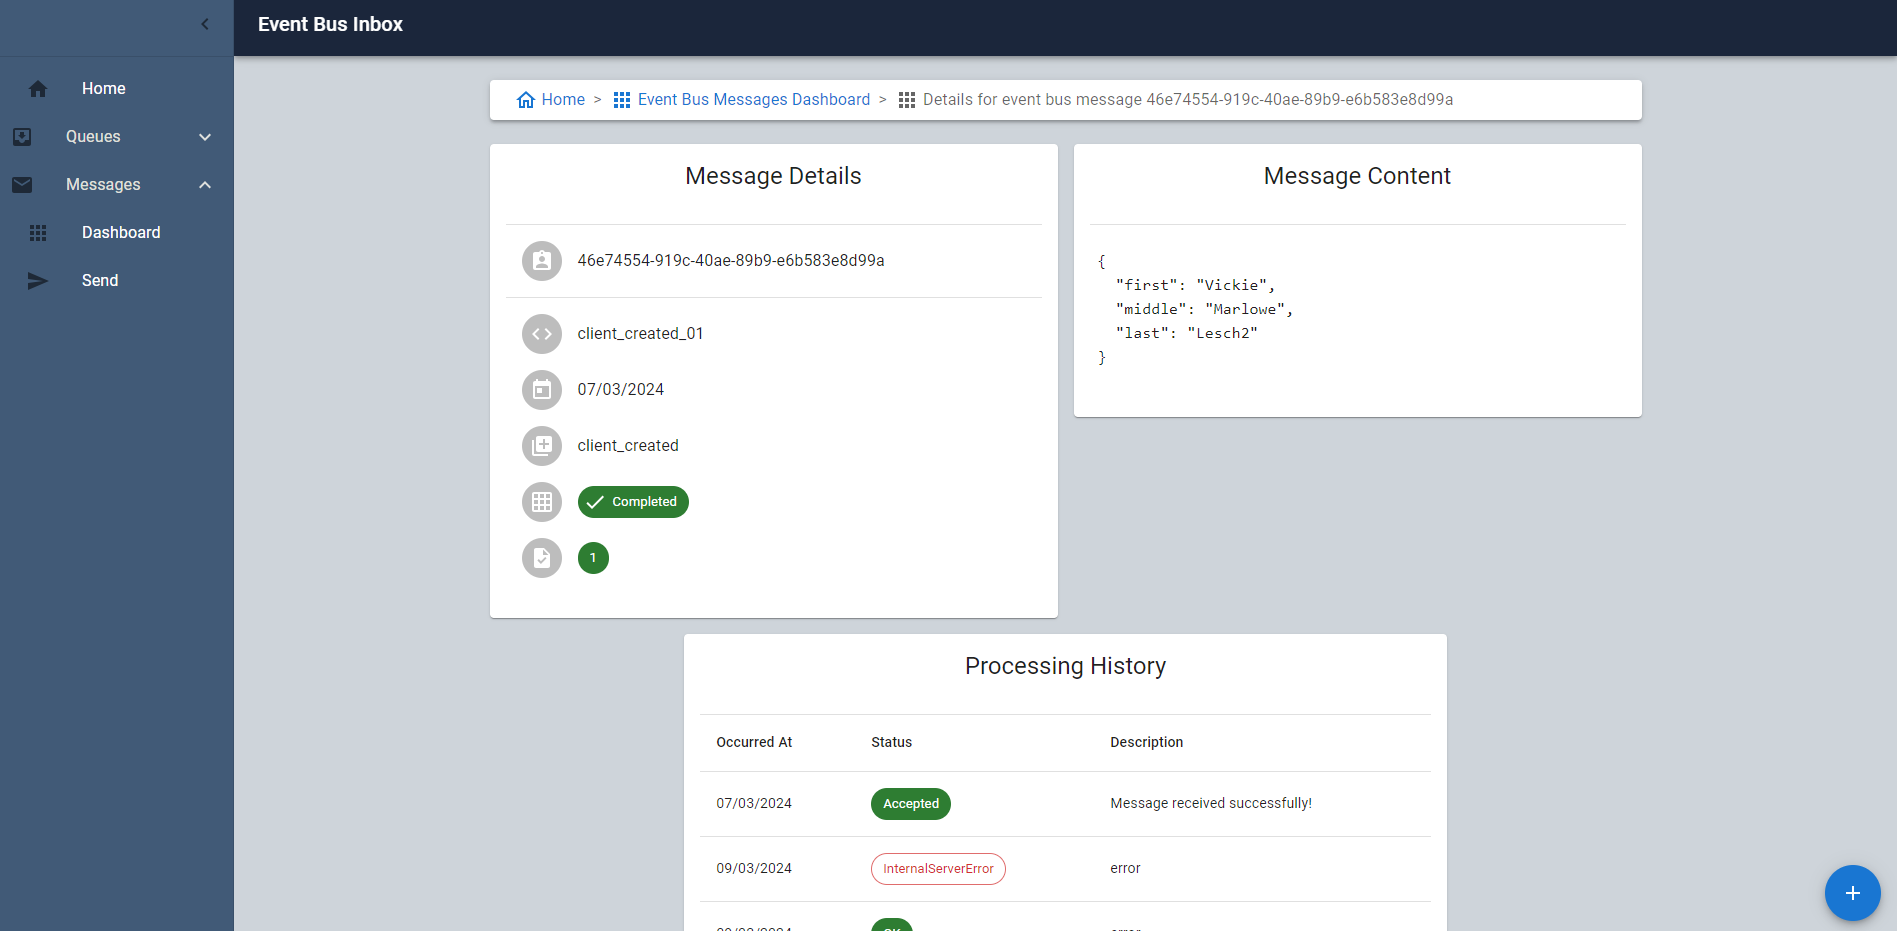 Event Bus Inbox
Home
Queues
Messages
Dashboard
Send
Home > Event Bus Messages Dashboard > Details for event bus message 46e74554-919c-40ae-89b9-e6b583e8d99a
Message Details
46e74554-919c-40ae-89b9-e6b583e8d99a
client_created_01
07/03/2024
client_created
Completed
1
Message Content
{
"first": "Vickie",
"middle": "Marlowe",
"last": "Lesch2"
}
Processing History
Occurred At Status Description
07/03/2024 Accepted Message received successfully!
09/03/2024 InternalServerError error